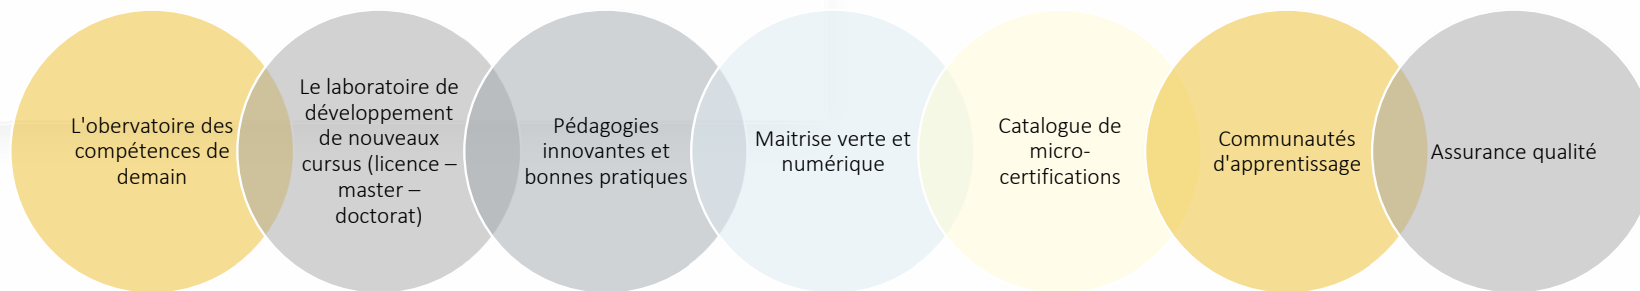 L'obervatoire des
compétences de
demain
Le laboratoire de
développement
de nouveaux
cursus (licence –
master –
doctorat)
Pédagogies
innovantes et
bonnes pratiques
Maitrise verte et
numérique
Catalogue de
micro-
certifications
Communautés
d'apprentissage
Assurance qualité